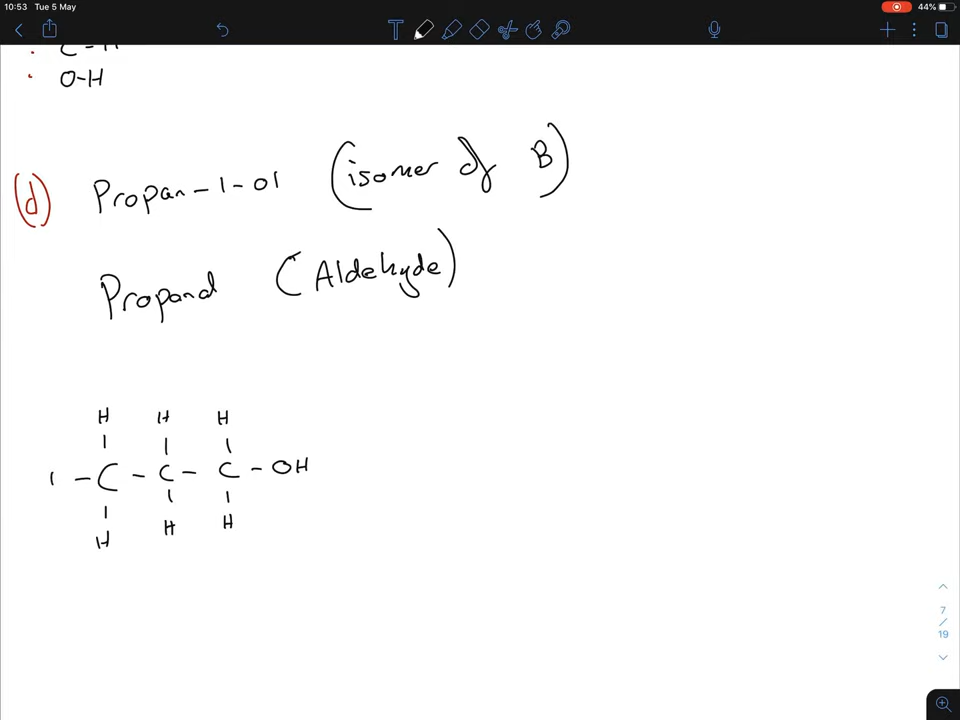 10:53 Tue 5 May 44%
O-H
(d) Propan-1-ol (isomer of B)
Propanal (Aldehyde)
H H H
| | |
- C - C - C - OH
| | |
H H H
7
/
19